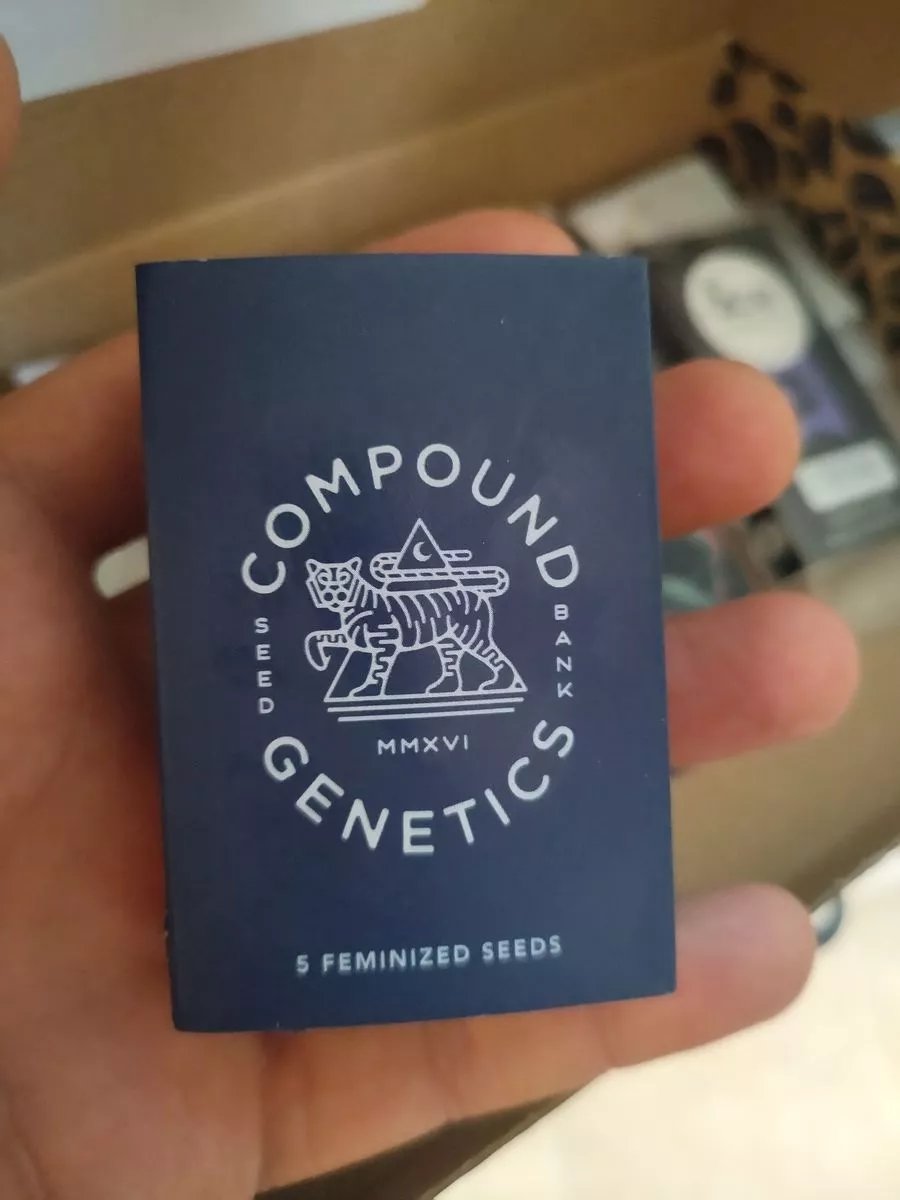 COMPOUND
SEED
BANK
MMXVI
GENETICS
5 FEMINIZED SEEDS